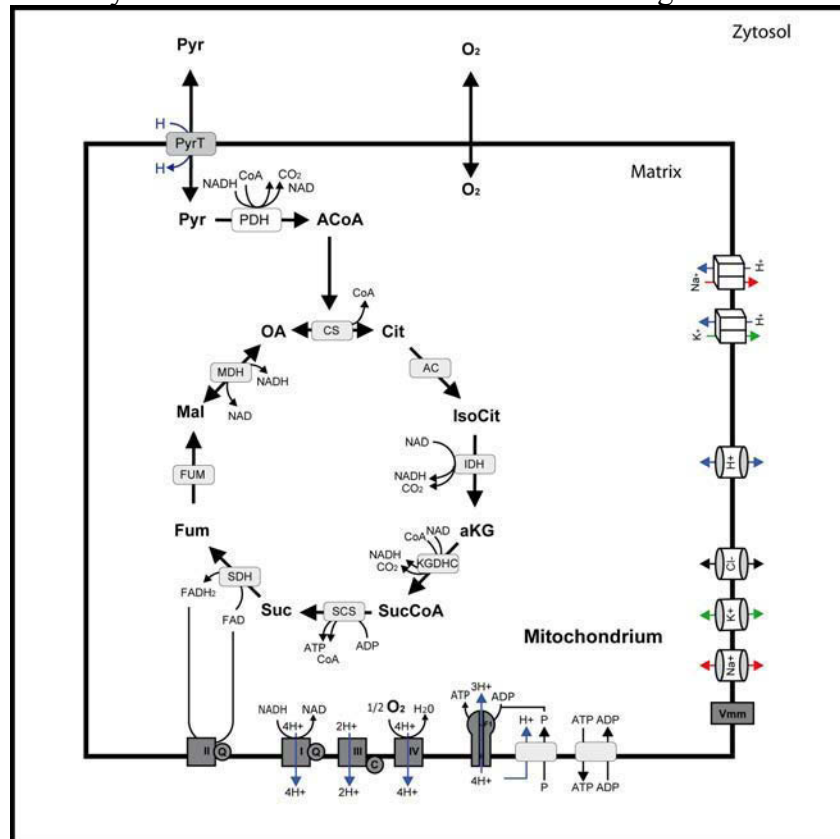 Pyr
O₂
Zytosol
H
PyrT
H
O₂
Matrix
NADH
CoA
CO₂
NAD
Pyr
PDH
ACoA
Na+
H+
K+
H+
CoA
OA
CS
Cit
MDH
NADH
NAD
AC
Mal
IsoCit
NAD
IDH
NADH
CO₂
H+
FUM
Fum
aKG
CoA
NAD
NADH
CO₂
KGDHC
Cl-
SDH
FADH₂
FAD
Suc
SCS
SucCoA
ATP
CoA
ADP
K+
Mitochondrium
Na+
Vmm
NADH
NAD
4H+
2H+
1/2 O₂
H₂0
4H+
ATP
3H+
ADP
H+
P
ATP
ADP
II
Q
I
Q
III
C
IV
F1
4H+
2H+
4H+
4H+
P
ATP
ADP